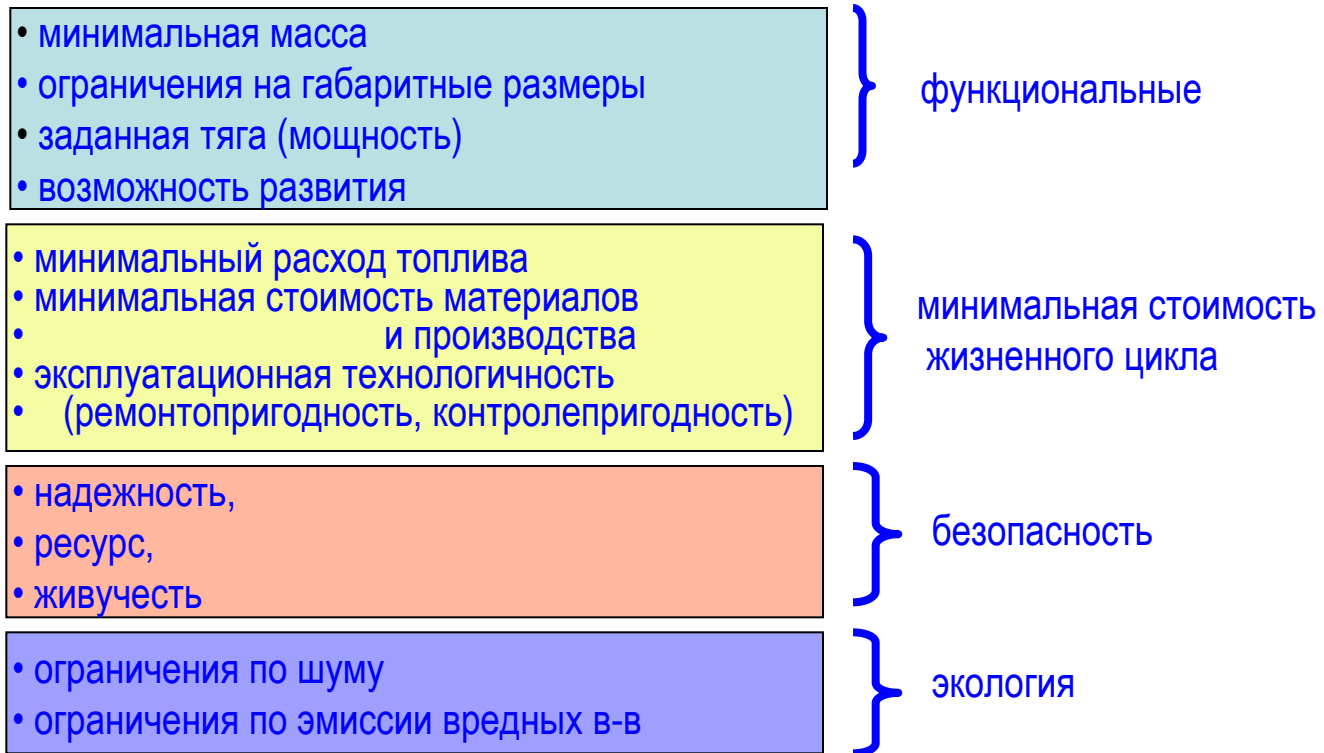 • минимальная масса
• ограничения на габаритные размеры
• заданная тяга (мощность)
• возможность развития
функциональные
• минимальный расход топлива
• минимальная стоимость материалов
• и производства
• эксплуатационная технологичность
• (ремонтопригодность, контролепригодность)
минимальная стоимость
жизненного цикла
• надежность,
• ресурс,
• живучесть
безопасность
• ограничения по шуму
• ограничения по эмиссии вредных в-в
экология